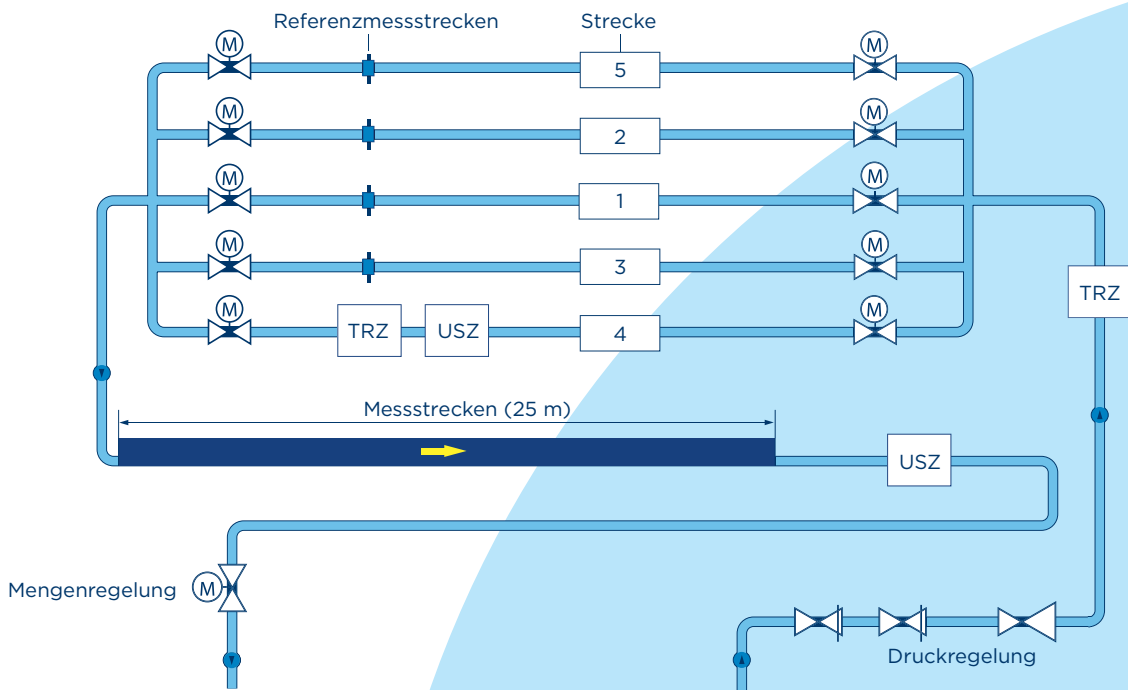 Referenzmessstrecken
Strecke
M
5
M
M
2
M
M
1
M
M
3
M
TRZ
M
TRZ
USZ
4
M
Messstrecken (25 m)
USZ
Mengenregelung
M
Druckregelung